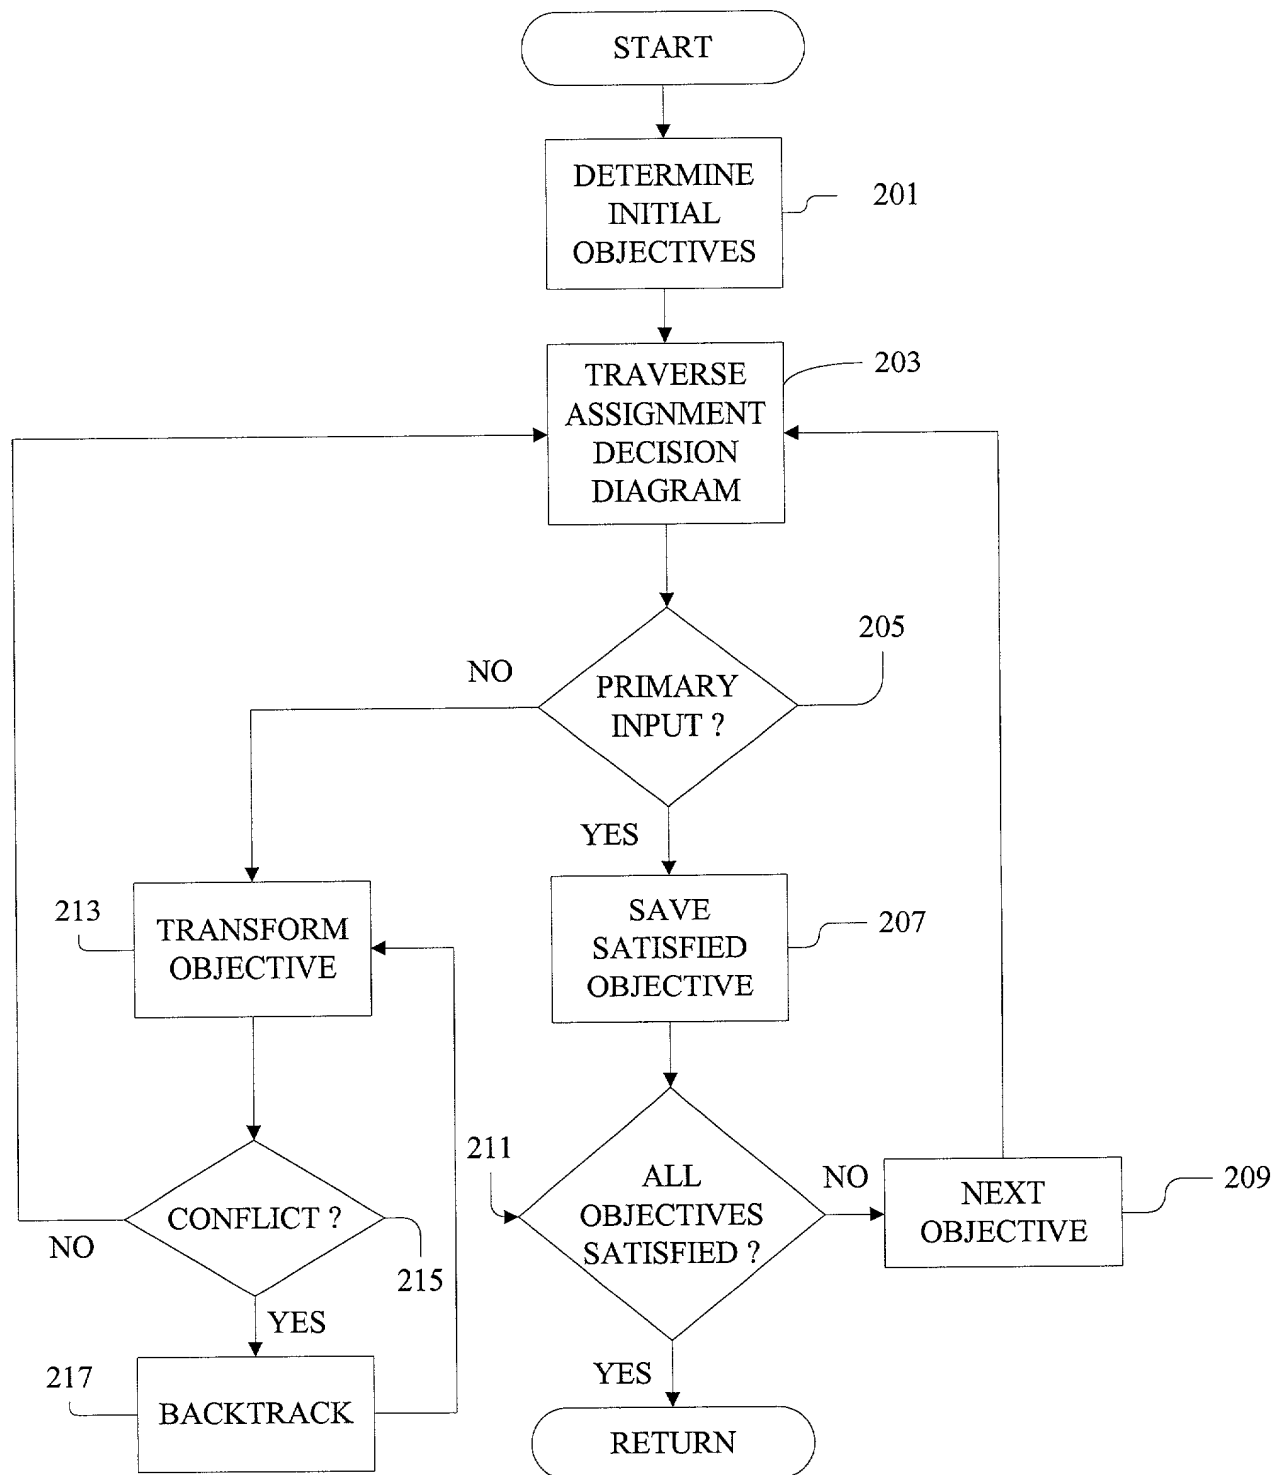 START
DETERMINE
INITIAL
OBJECTIVES
201
TRAVERSE
ASSIGNMENT
DECISION
DIAGRAM
203
PRIMARY
INPUT ?
205
NO
YES
TRANSFORM
OBJECTIVE
213
SAVE
SATISFIED
OBJECTIVE
207
CONFLICT ?
215
NO
YES
ALL
OBJECTIVES
SATISFIED ?
211
NO
YES
NEXT
OBJECTIVE
209
BACKTRACK
217
RETURN